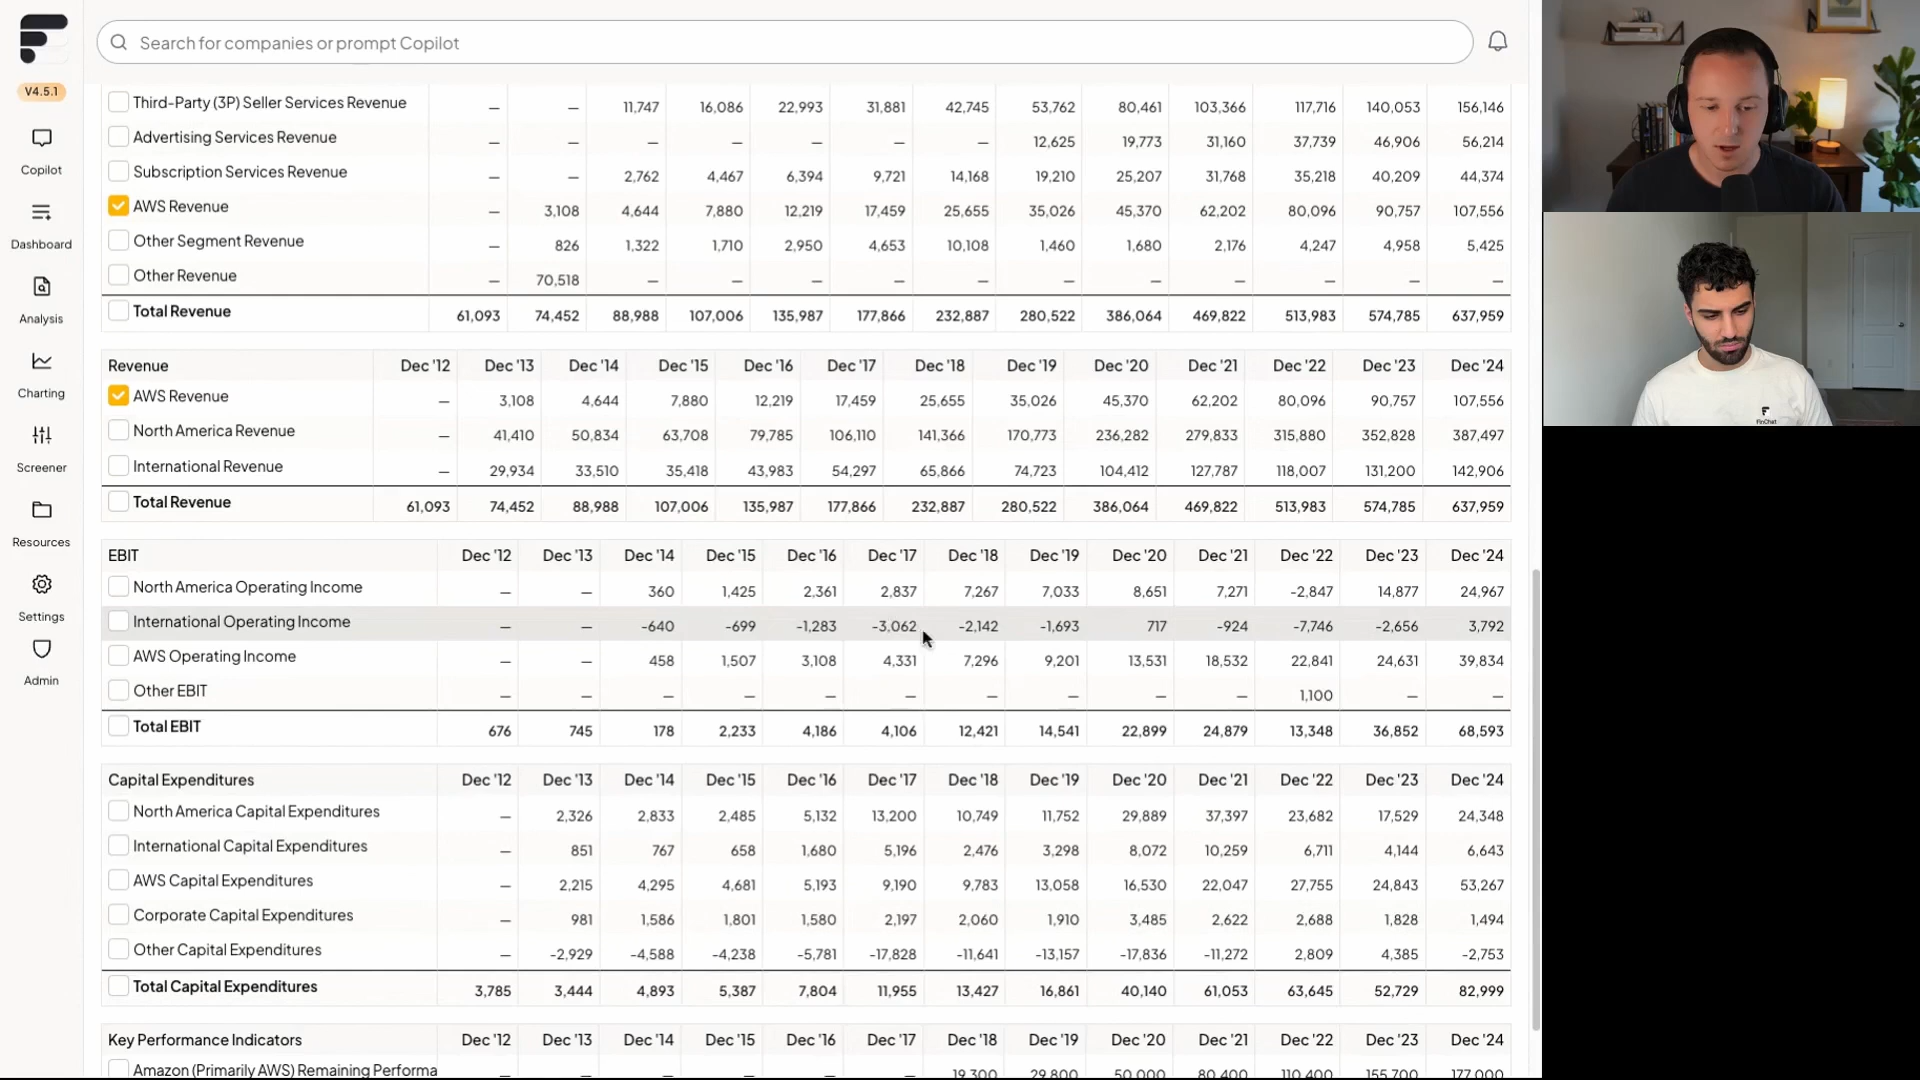 Search for companies or prompt Copilot
V4.5.1
Copilot
Dashboard
Analysis
Charting
Screener
Resources
Settings
Admin
Third-Party (3P) Seller Services Revenue — — 11,747 16,086 22,993 31,881 42,745 53,762 80,461 103,366 117,716 140,053 156,146
Advertising Services Revenue — — — — — — — 12,625 19,773 31,160 37,739 46,906 56,214
Subscription Services Revenue — — 2,762 4,467 6,394 9,721 14,168 19,210 25,207 31,768 35,218 40,209 44,374
AWS Revenue — 3,108 4,644 7,880 12,219 17,459 25,655 35,026 45,370 62,202 80,096 90,757 107,556
Other Segment Revenue — 826 1,322 1,710 2,950 4,653 10,108 1,460 1,680 2,176 4,247 4,958 5,425
Other Revenue — 70,518 — — — — — — — — — — —
Total Revenue 61,093 74,452 88,988 107,006 135,987 177,866 232,887 280,522 386,064 469,822 513,983 574,785 637,959
Revenue Dec '12 Dec '13 Dec '14 Dec '15 Dec '16 Dec '17 Dec '18 Dec '19 Dec '20 Dec '21 Dec '22 Dec '23 Dec '24
AWS Revenue — 3,108 4,644 7,880 12,219 17,459 25,655 35,026 45,370 62,202 80,096 90,757 107,556
North America Revenue — 41,410 50,834 63,708 79,785 106,110 141,366 170,773 236,282 279,833 315,880 352,828 387,497
International Revenue — 29,934 33,510 35,418 43,983 54,297 65,866 74,723 104,412 127,787 118,007 131,200 142,906
Total Revenue 61,093 74,452 88,988 107,006 135,987 177,866 232,887 280,522 386,064 469,822 513,983 574,785 637,959
EBIT Dec '12 Dec '13 Dec '14 Dec '15 Dec '16 Dec '17 Dec '18 Dec '19 Dec '20 Dec '21 Dec '22 Dec '23 Dec '24
North America Operating Income — — 360 1,425 2,361 2,837 7,267 7,033 8,651 7,271 -2,847 14,877 24,967
International Operating Income — — -640 -699 -1,283 -3,062 -2,142 -1,693 717 -924 -7,746 -2,656 3,792
AWS Operating Income — — 458 1,507 3,108 4,331 7,296 9,201 13,531 18,532 22,841 24,631 39,834
Other EBIT — — — — — — — — — — 1,100 — —
Total EBIT 676 745 178 2,233 4,186 4,106 12,421 14,541 22,899 24,879 13,348 36,852 68,593
Capital Expenditures Dec '12 Dec '13 Dec '14 Dec '15 Dec '16 Dec '17 Dec '18 Dec '19 Dec '20 Dec '21 Dec '22 Dec '23 Dec '24
North America Capital Expenditures — 2,326 2,833 2,485 5,132 13,200 10,749 11,752 29,889 37,397 23,682 17,529 24,348
International Capital Expenditures — 851 767 658 1,680 5,196 2,476 3,298 8,072 10,259 6,711 4,144 6,643
AWS Capital Expenditures — 2,215 4,295 4,681 5,193 9,190 9,783 13,058 16,530 22,047 27,755 24,843 53,267
Corporate Capital Expenditures — 981 1,586 1,801 1,580 2,197 2,060 1,910 3,485 2,622 2,688 1,828 1,494
Other Capital Expenditures — -2,929 -4,588 -4,238 -5,781 -17,828 -11,641 -13,157 -17,836 -11,272 2,809 4,385 -2,753
Total Capital Expenditures 3,785 3,444 4,893 5,387 7,804 11,955 13,427 16,861 40,140 61,053 63,645 52,729 82,999
Key Performance Indicators Dec '12 Dec '13 Dec '14 Dec '15 Dec '16 Dec '17 Dec '18 Dec '19 Dec '20 Dec '21 Dec '22 Dec '23 Dec '24
Amazon (Primarily AWS) Remaining Performa — — — — — — 19,300 29,800 50,000 80,400 110,400 155,700 177,000
FinChat